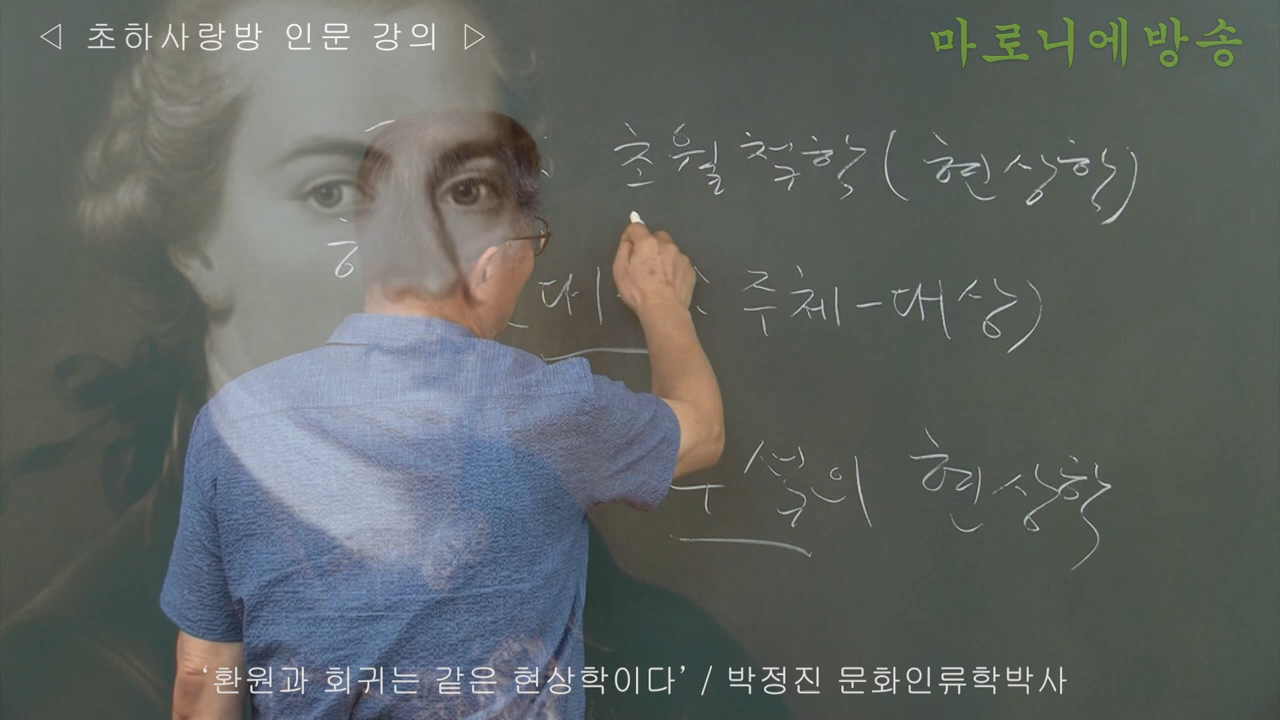 ◁ 초하사랑방 인문 강의 ▷
마로니에방송
초월철학(현상학)
대 주체-대상)
의 현상학
‘환원과 회귀는 같은 현상학이다’ / 박정진 문화인류학박사